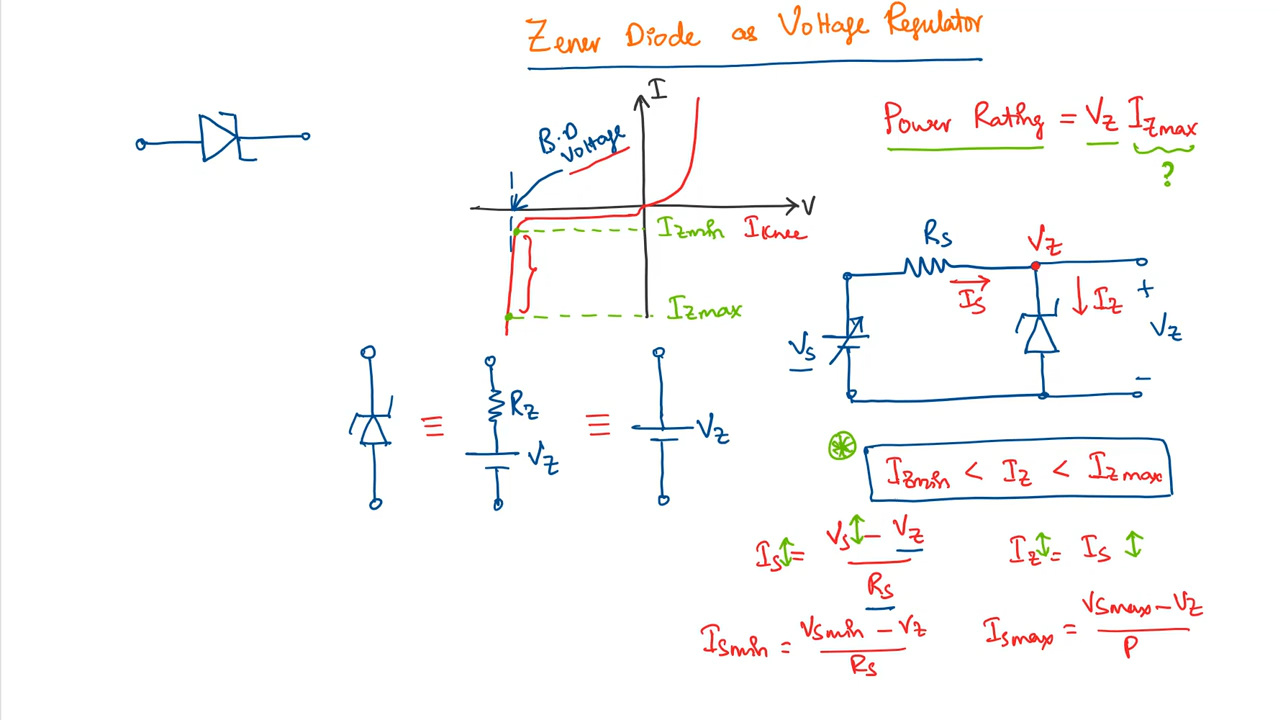 Zener Diode as Voltage Regulator
I
B.D
Voltage
V
Izmin Iknee
Izmax
Power Rating = Vz Izmax
?
Rs
Vz
Is
Iz
+
Vz
-
Vs
≡ Rz
Vz
≡ Vz
Izmin < Iz < Izmax
Is↕ = Vs↕ - Vz
Rs
Iz↕ = Is ↕
Ismin = Vsmin - Vz
Rs
Ismax = Vsmax - Vz
P